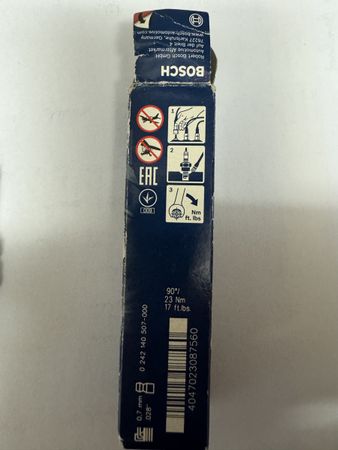 BOSCH
Robert Bosch GmbH
Automotive Aftermarket
Auf der Breit 4
76227 Karlsruhe, Germany
www.bosch-automotive.com
1
2
3
Nm
ft. lbs
EAC
009
90°/
23 Nm
17 ft.lbs.
0 242 140 507-000
0,7 mm
.028"
4047023087560